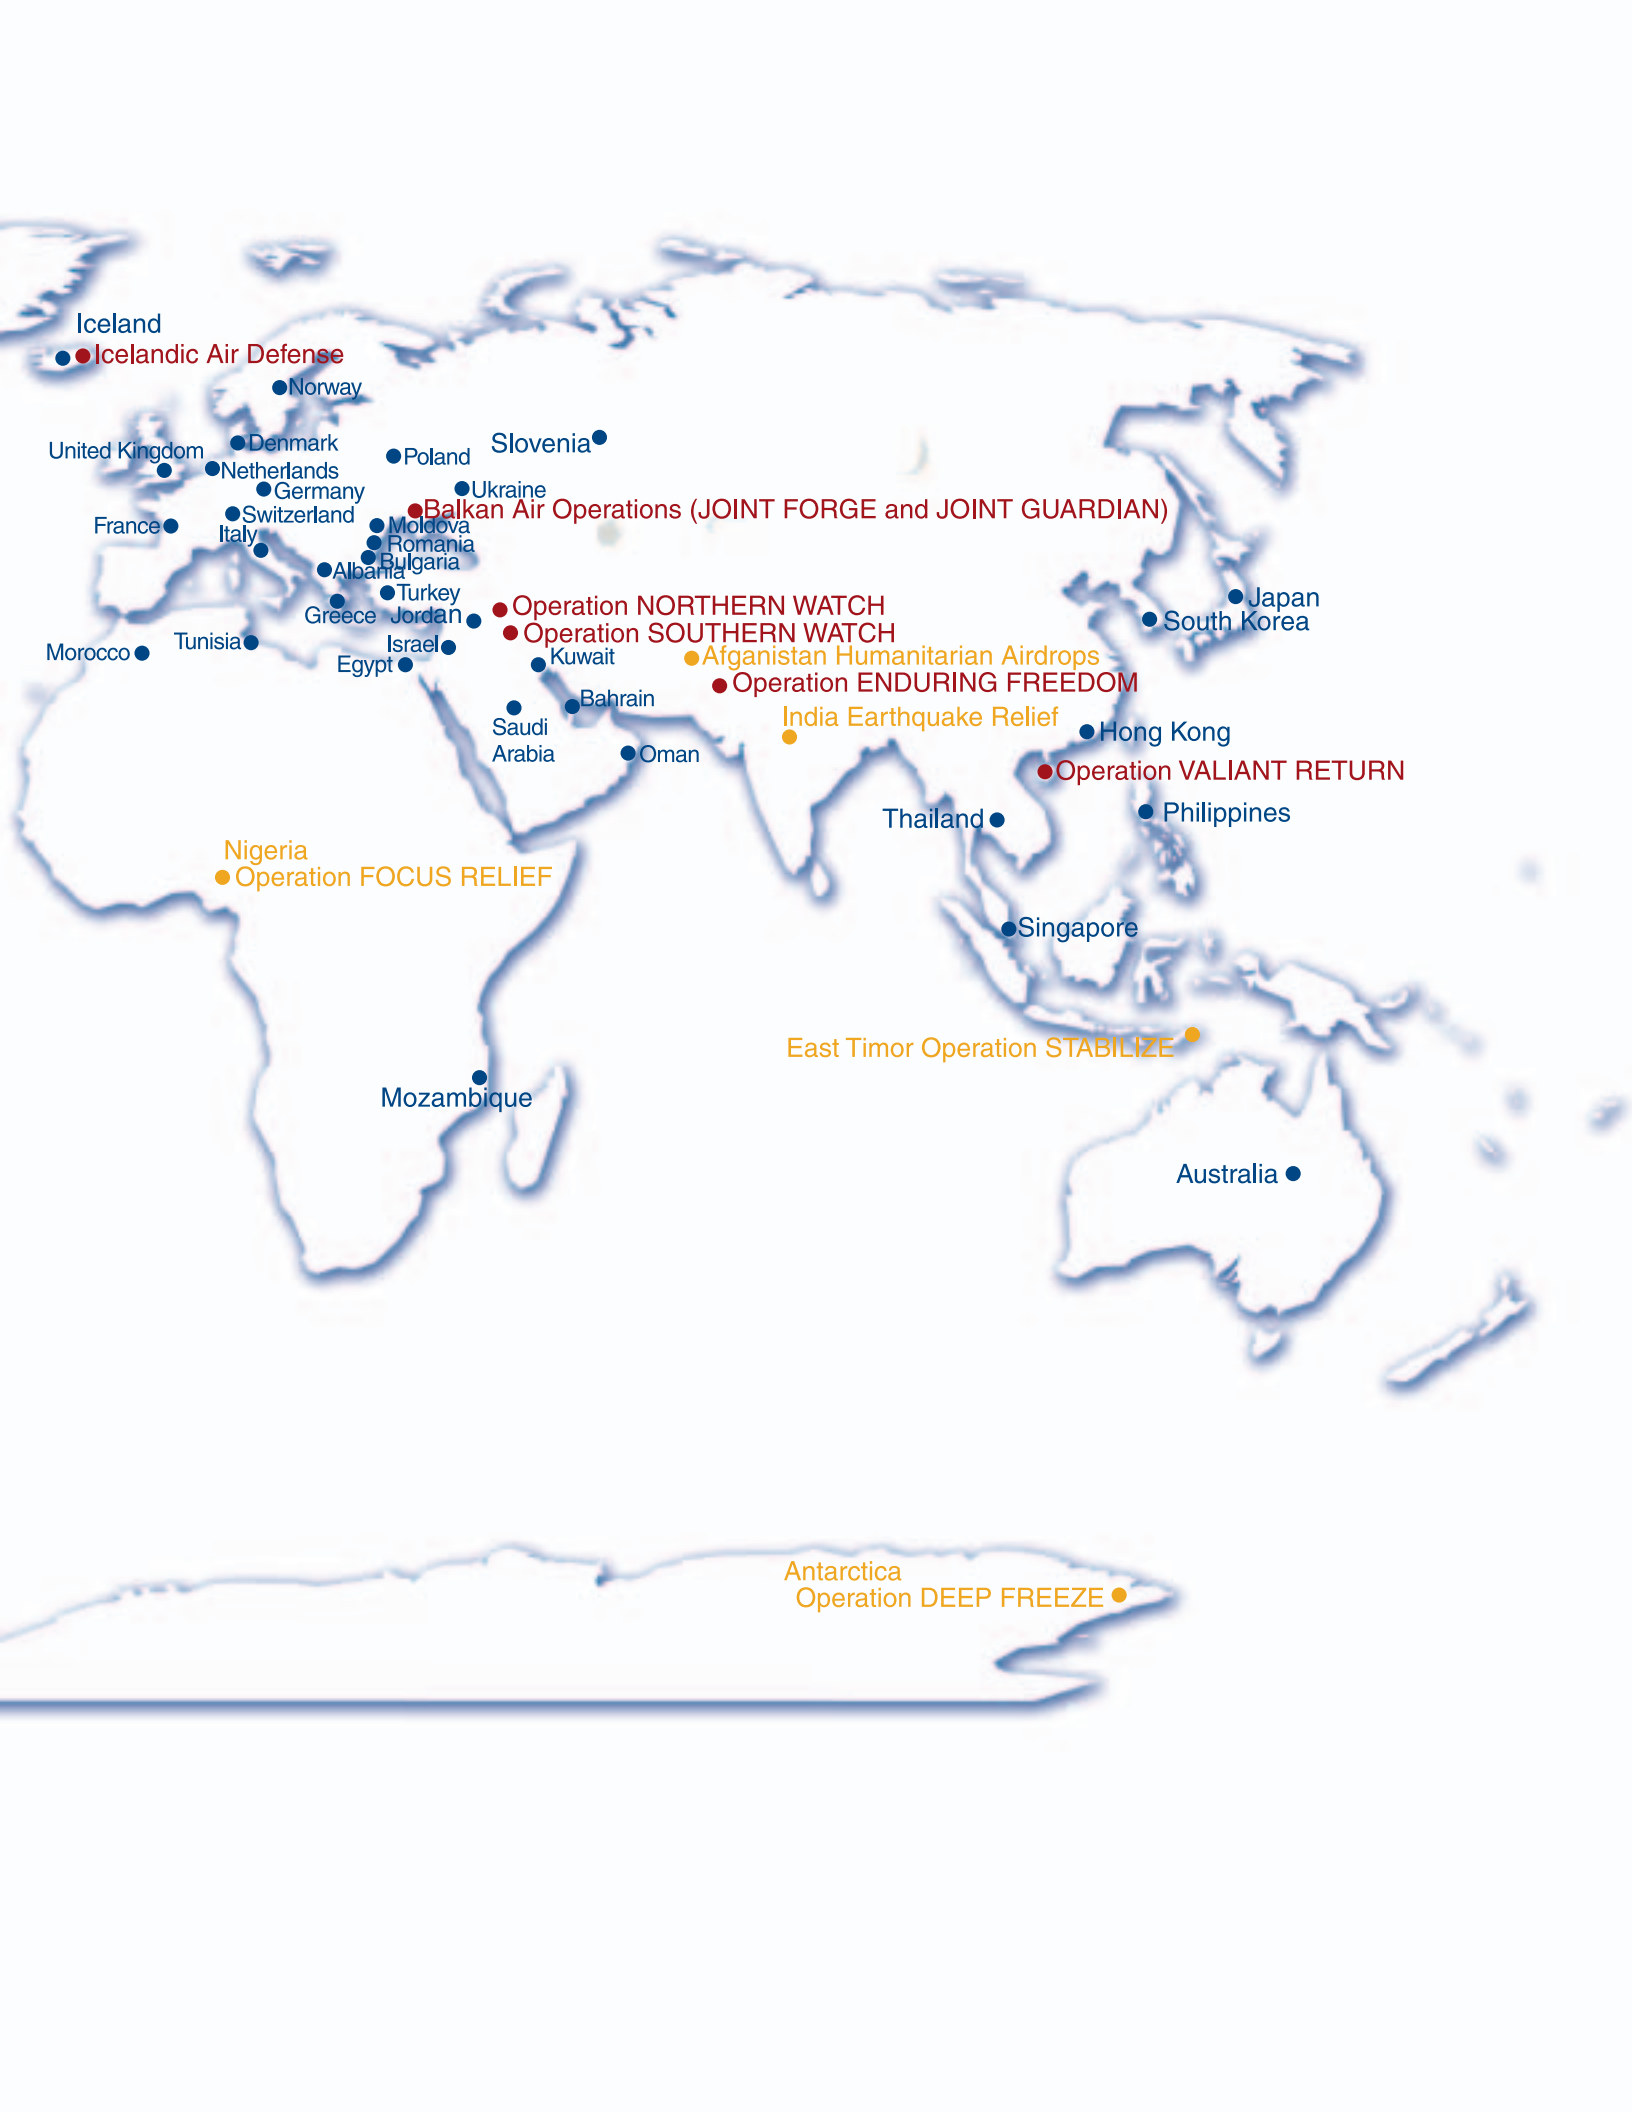 Iceland
Icelandic Air Defense
Norway
United Kingdom
Denmark
Netherlands
Poland
Slovenia
Germany
Ukraine
Switzerland
Balkan Air Operations (JOINT FORGE and JOINT GUARDIAN)
France
Italy
Moldova
Romania
Bulgaria
Albania
Turkey
Greece
Jordan
Operation NORTHERN WATCH
Operation SOUTHERN WATCH
Japan
South Korea
Morocco
Tunisia
Israel
Egypt
Kuwait
Afganistan Humanitarian Airdrops
Operation ENDURING FREEDOM
Bahrain
Saudi
Arabia
Oman
India Earthquake Relief
Hong Kong
Operation VALIANT RETURN
Thailand
Philippines
Nigeria
Operation FOCUS RELIEF
Singapore
East Timor Operation STABILIZE
Mozambique
Australia
Antarctica
Operation DEEP FREEZE